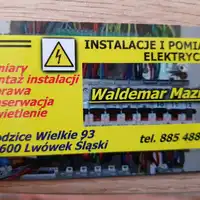 INSTALACJE I POMIA
ELEKTRYC
miary
ntaż instalacji
prawa
nserwacja
wietlenie
Waldemar Maz
odzice Wielkie 93
600 Lwówek Śląski
tel. 885 488